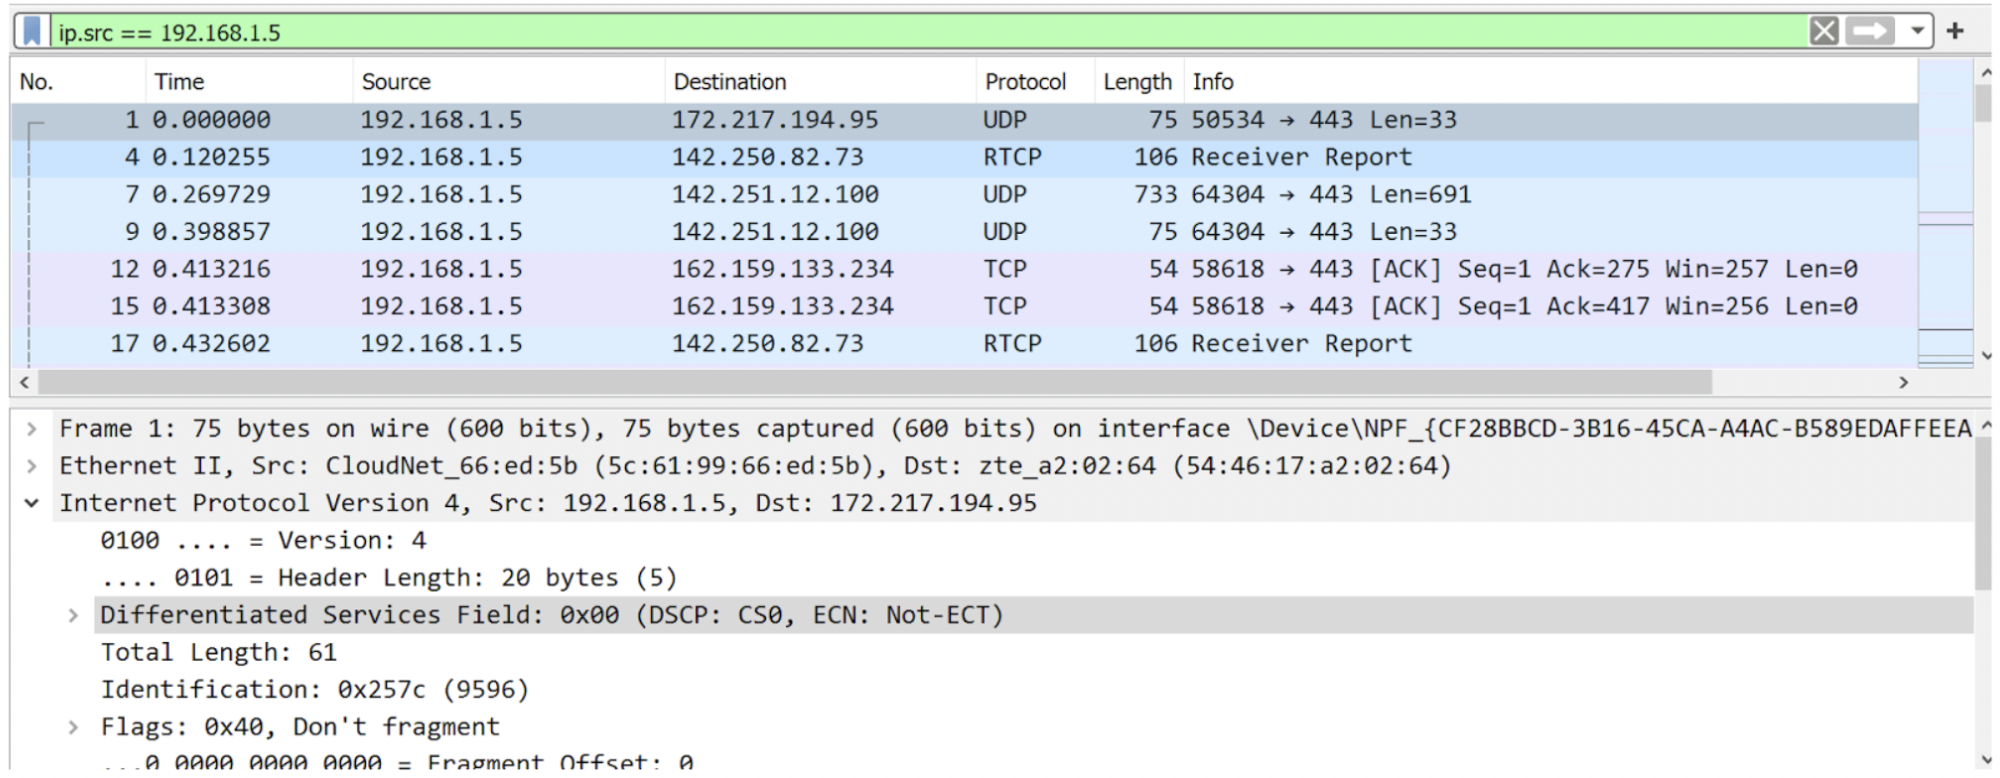 ip.src == 192.168.1.5
No. Time Source Destination Protocol Length Info
1 0.000000 192.168.1.5 172.217.194.95 UDP 75 50534 → 443 Len=33
4 0.120255 192.168.1.5 142.250.82.73 RTCP 106 Receiver Report
7 0.269729 192.168.1.5 142.251.12.100 UDP 733 64304 → 443 Len=691
9 0.398857 192.168.1.5 142.251.12.100 UDP 75 64304 → 443 Len=33
12 0.413216 192.168.1.5 162.159.133.234 TCP 54 58618 → 443 [ACK] Seq=1 Ack=275 Win=257 Len=0
15 0.413308 192.168.1.5 162.159.133.234 TCP 54 58618 → 443 [ACK] Seq=1 Ack=417 Win=256 Len=0
17 0.432602 192.168.1.5 142.250.82.73 RTCP 106 Receiver Report
Frame 1: 75 bytes on wire (600 bits), 75 bytes captured (600 bits) on interface \Device\NPF_{CF28BBCD-3B16-45CA-A4AC-B589EDAFFEEA
Ethernet II, Src: CloudNet_66:ed:5b (5c:61:99:66:ed:5b), Dst: zte_a2:02:64 (54:46:17:a2:02:64)
Internet Protocol Version 4, Src: 192.168.1.5, Dst: 172.217.194.95
0100 .... = Version: 4
.... 0101 = Header Length: 20 bytes (5)
Differentiated Services Field: 0x00 (DSCP: CS0, ECN: Not-ECT)
Total Length: 61
Identification: 0x257c (9596)
Flags: 0x40, Don't fragment
...0 0000 0000 0000 = Fragment Offset: 0